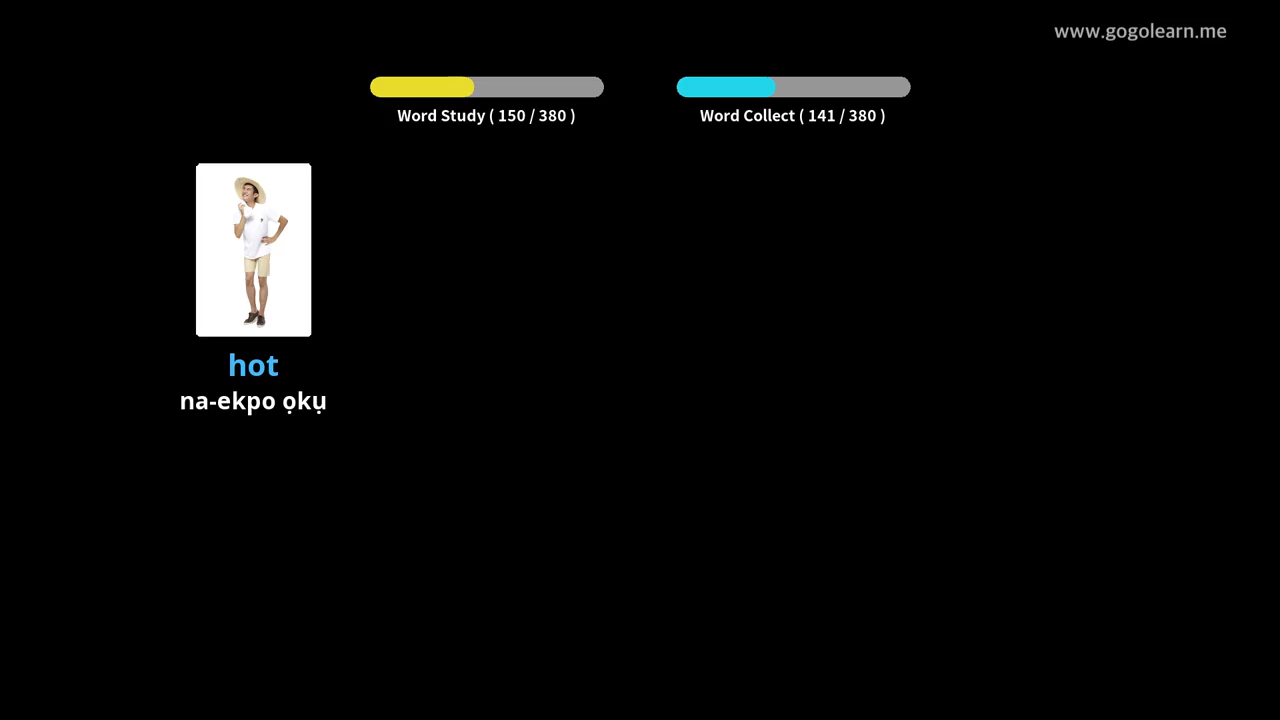 www.gogolearn.me
Word Study ( 150 / 380 )
Word Collect ( 141 / 380 )
hot
na-ekpo ọkụ